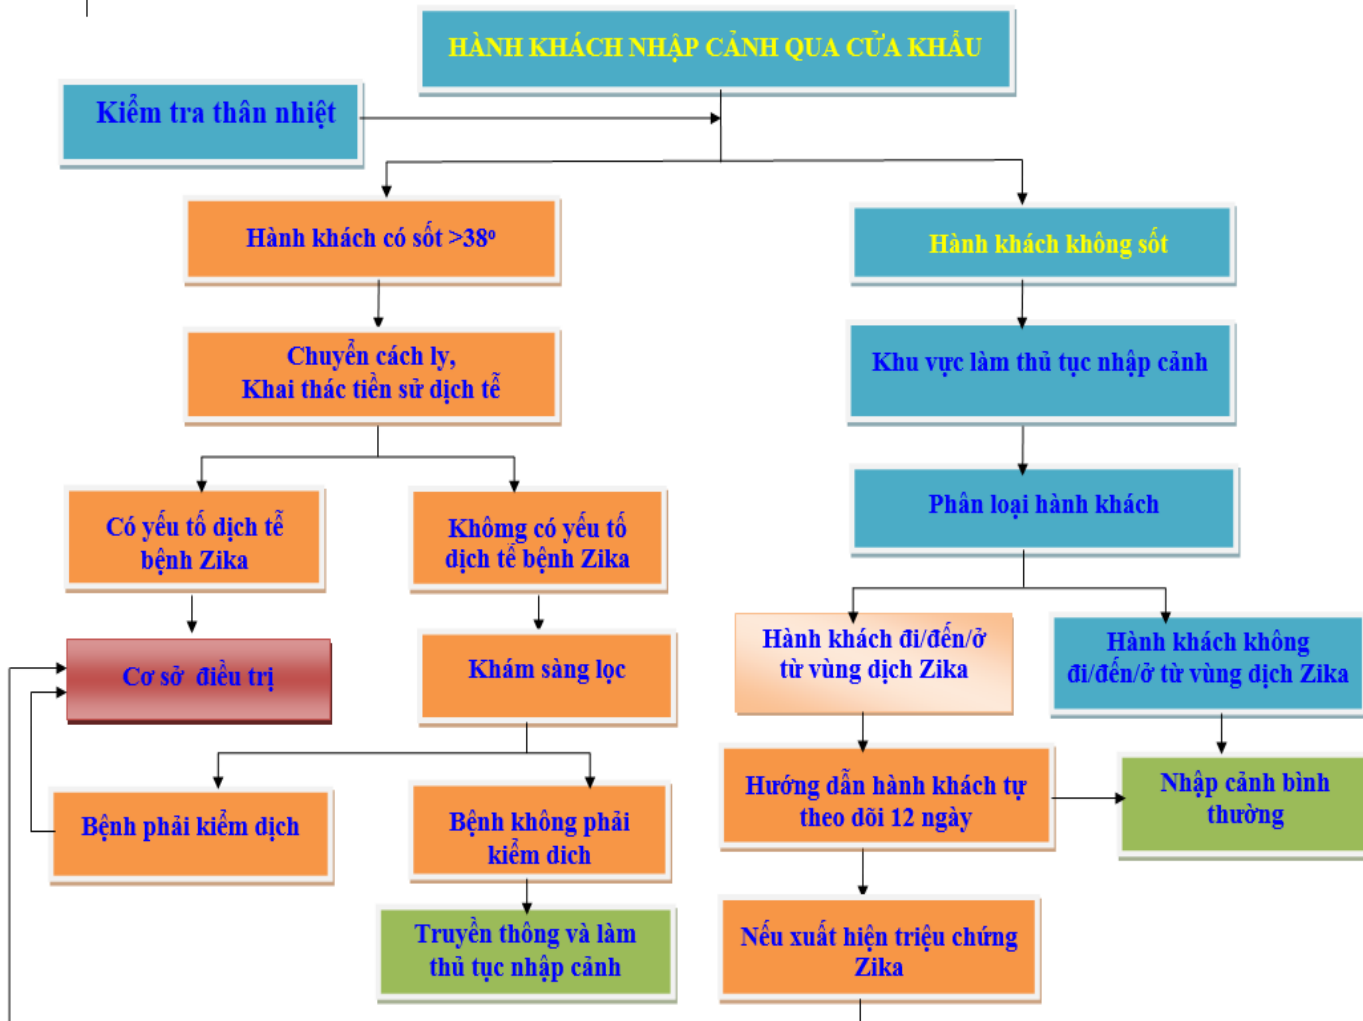 HÀNH KHÁCH NHẬP CẢNH QUA CỬA KHẨU
Kiểm tra thân nhiệt
Hành khách có sốt >38º
Hành khách không sốt
Chuyển cách ly,
Khai thác tiền sử dịch tễ
Khu vực làm thủ tục nhập cảnh
Phân loại hành khách
Có yếu tố dịch tễ
bệnh Zika
Khômg có yếu tố
dịch tễ bệnh Zika
Hành khách đi/đến/ở
từ vùng dịch Zika
Hành khách không
đi/đến/ở từ vùng dịch Zika
Cơ sở điều trị
Khám sàng lọc
Hướng dẫn hành khách tự
theo dõi 12 ngày
Nhập cảnh bình
thường
Bệnh phải kiểm dịch
Bệnh không phải
kiểm dich
Truyền thông và làm
thủ tục nhập cảnh
Nếu xuất hiện triệu chứng
Zika